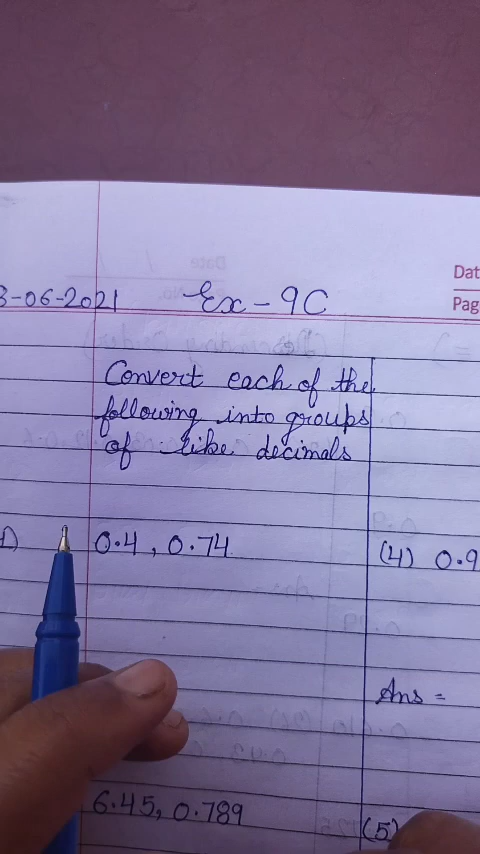 3-06-2021 Ex-9C
Dat
Pag
Convert each of the
following into groups
of like decimals
1) 0.4, 0.74
(4) 0.9
Ans =
6.45, 0.789
(5)